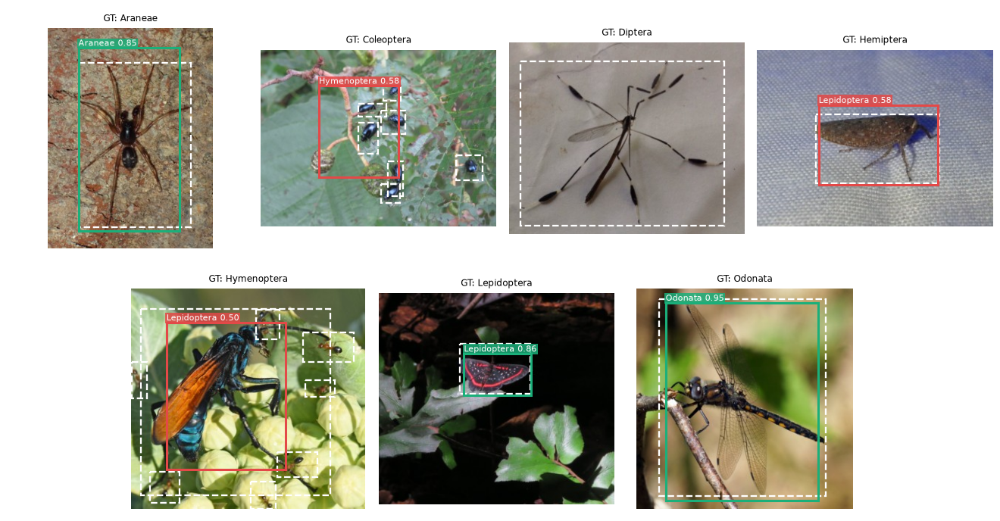 GT: Araneae
Araneae 0.85
GT: Coleoptera
Hymenoptera 0.58
GT: Diptera
GT: Hemiptera
Lepidoptera 0.58
GT: Hymenoptera
Lepidoptera 0.50
GT: Lepidoptera
Lepidoptera 0.86
GT: Odonata
Odonata 0.95